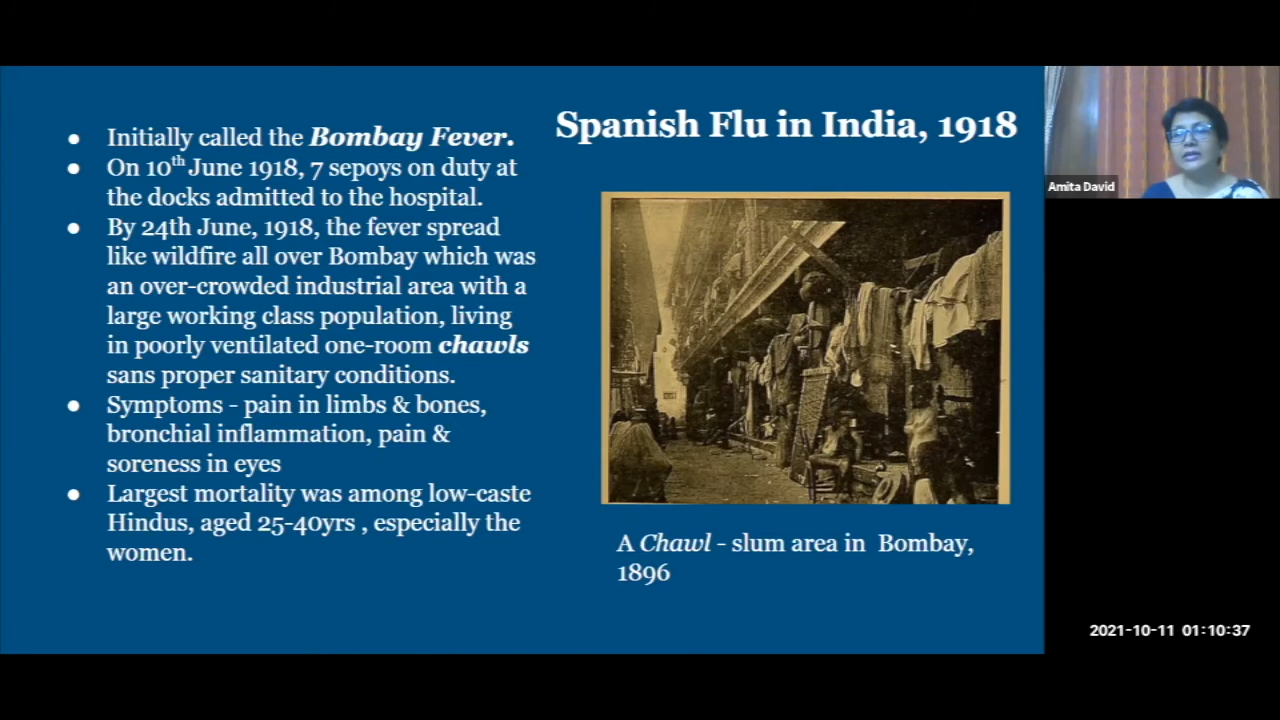 Spanish Flu in India, 1918
● Initially called the Bombay Fever.
● On 10th June 1918, 7 sepoys on duty at
the docks admitted to the hospital.
● By 24th June, 1918, the fever spread
like wildfire all over Bombay which was
an over-crowded industrial area with a
large working class population, living
in poorly ventilated one-room chawls
sans proper sanitary conditions.
● Symptoms - pain in limbs & bones,
bronchial inflammation, pain &
soreness in eyes
● Largest mortality was among low-caste
Hindus, aged 25-40yrs , especially the
women.
A Chawl - slum area in Bombay,
1896
Amita David
2021-10-11 01:10:37